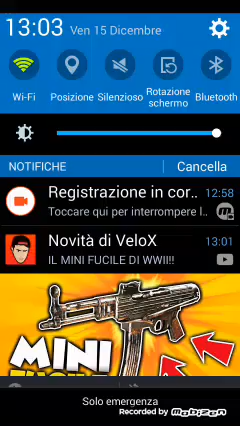 13:03 Ven 15 Dicembre
Wi-Fi Posizione Silenzioso Rotazione schermo Bluetooth
NOTIFICHE Cancella
Registrazione in cor.. 12:58
Toccare qui per interrompere l..
Novità di VeloX 13:01
IL MINI FUCILE DI WWII!!
MINI
Solo emergenza
Recorded by Mobizen